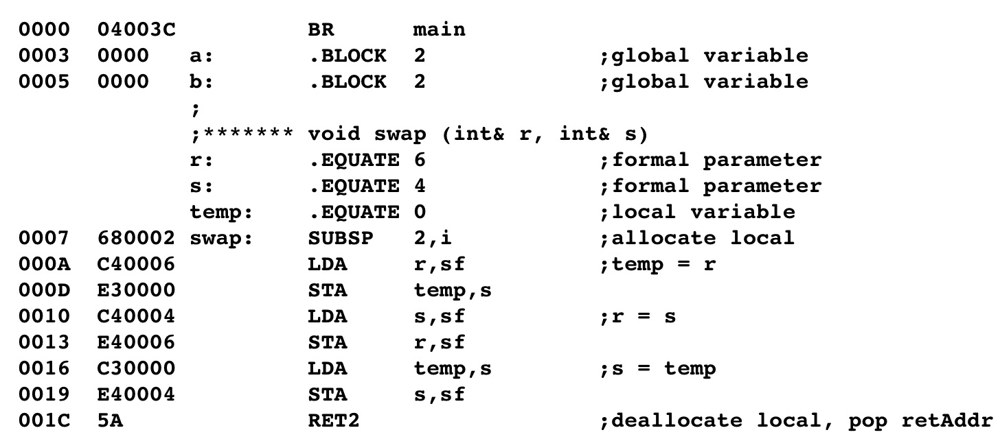 0000  04003C          BR      main
0003  0000   a:       .BLOCK  2             ;global variable
0005  0000   b:       .BLOCK  2             ;global variable
             ;
             ;******* void swap (int& r, int& s)
             r:       .EQUATE 6             ;formal parameter
             s:       .EQUATE 4             ;formal parameter
             temp:    .EQUATE 0             ;local variable
0007  680002 swap:    SUBSP   2,i           ;allocate local
000A  C40006          LDA     r,sf          ;temp = r
000D  E30000          STA     temp,s
0010  C40004          LDA     s,sf          ;r = s
0013  E40006          STA     r,sf
0016  C30000          LDA     temp,s        ;s = temp
0019  E40004          STA     s,sf
001C  5A              RET2                  ;deallocate local, pop retAddr